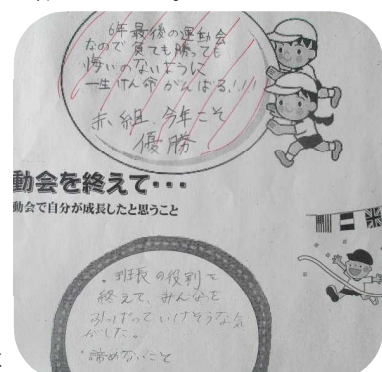 6年最後の運動会
なので負ても勝っても
悔いのないように
一生けん命がんばる!!!!
赤組、今年こそ
優勝
動会を終えて・・・
動会で自分が成長したと思うこと
・班長の役割を
終えて、みんなを
引っぱっていけそうな気
がした。
・諦めないこと